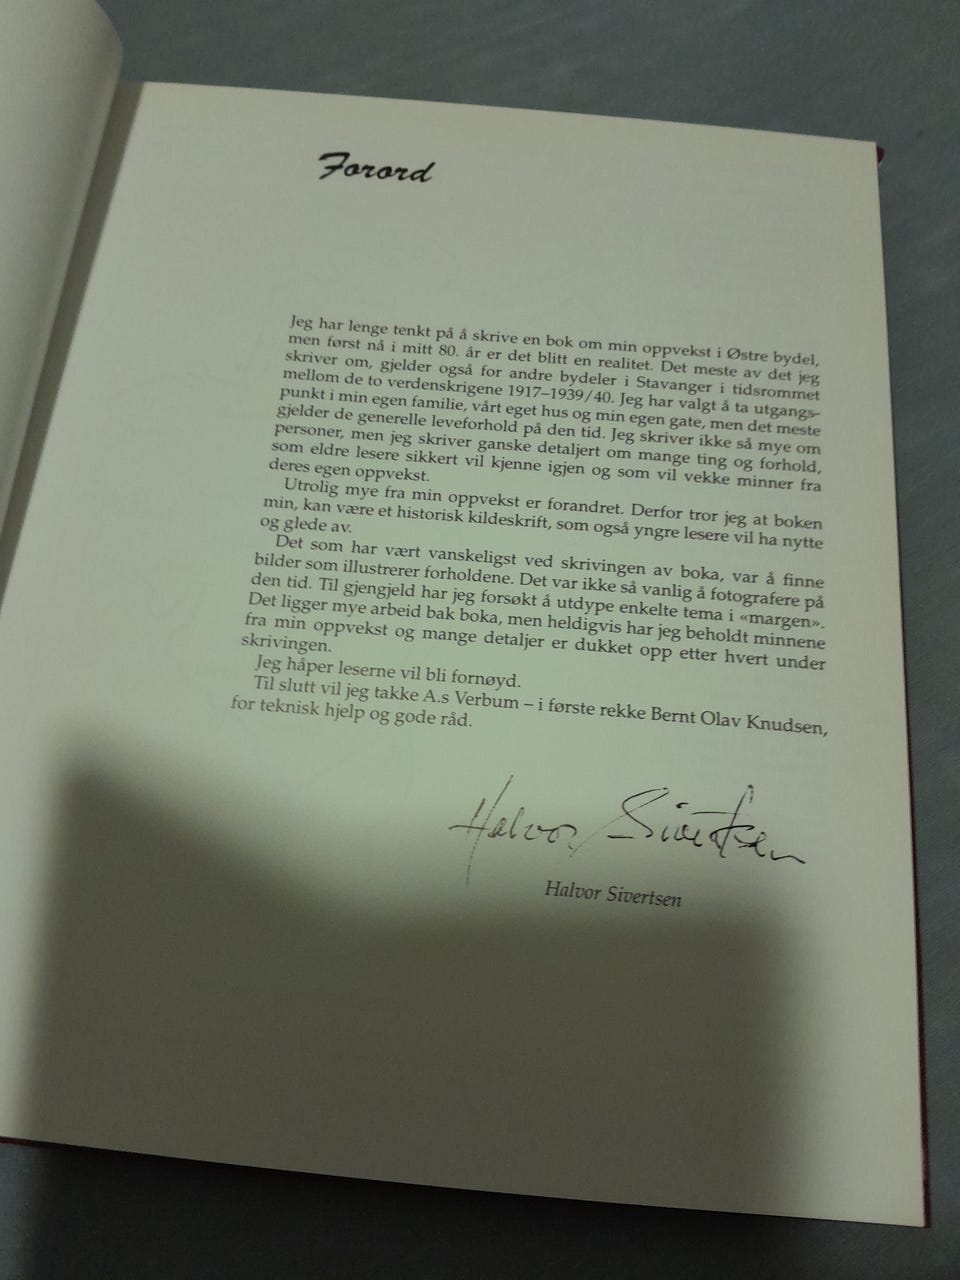 Forord
Jeg har lenge tenkt på å skrive en bok om min oppvekst i Østre bydel,
men først nå i mitt 80. år er det blitt en realitet. Det meste av det jeg
skriver om, gjelder også for andre bydeler i Stavanger i tidsrommet
mellom de to verdenskrigene 1917–1939/40. Jeg har valgt å ta utgangs-
punkt i min egen familie, vårt eget hus og min egen gate, men det meste
gjelder de generelle leveforhold på den tid. Jeg skriver ikke så mye om
personer, men jeg skriver ganske detaljert om mange ting og forhold,
som eldre lesere sikkert vil kjenne igjen og som vil vekke minner fra
deres egen oppvekst.
Utrolig mye fra min oppvekst er forandret. Derfor tror jeg at boken
min, kan være et historisk kildeskrift, som også yngre lesere vil ha nytte
og glede av.
Det som har vært vanskeligst ved skrivingen av boka, var å finne
bilder som illustrerer forholdene. Det var ikke så vanlig å fotografere på
den tid. Til gjengjeld har jeg forsøkt å utdype enkelte tema i «margen».
Det ligger mye arbeid bak boka, men heldigvis har jeg beholdt minnene
fra min oppvekst og mange detaljer er dukket opp etter hvert under
skrivingen.
Jeg håper leserne vil bli fornøyd.
Til slutt vil jeg takke A.s Verbum – i første rekke Bernt Olav Knudsen,
for teknisk hjelp og gode råd.
Halvor Sivertsen
Halvor Sivertsen